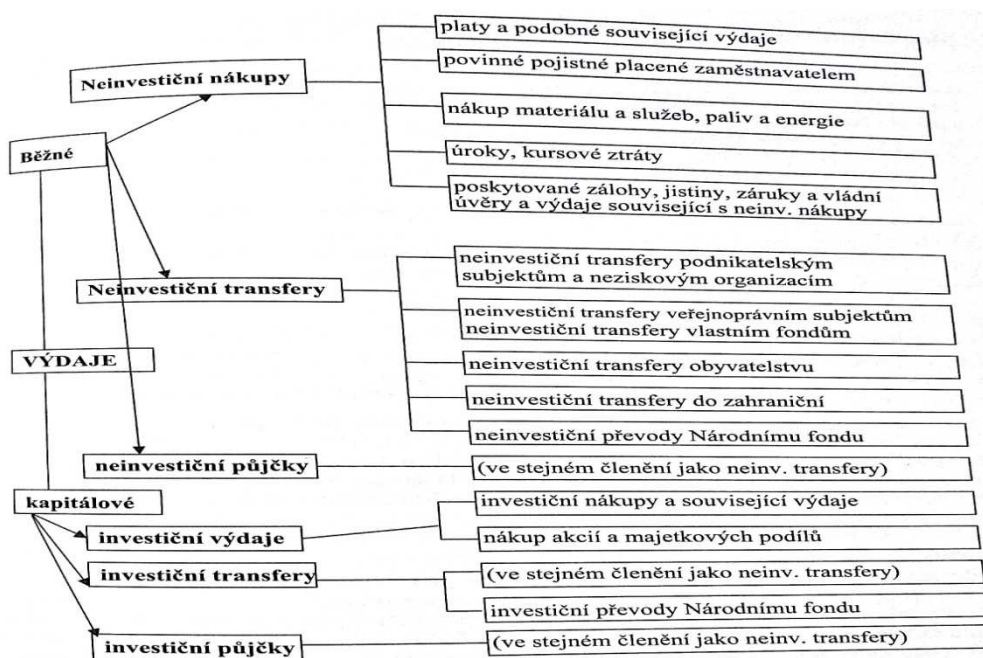 platy a podobné související výdaje
Neinvestiční nákupy
povinné pojistné placené zaměstnavatelem
nákup materiálu a služeb, paliv a energie
Běžné
úroky, kursové ztráty
poskytované zálohy, jistiny, záruky a vládní
úvěry a výdaje související s neinv. nákupy
neinvestiční transfery podnikatelským
subjektům a neziskovým organizacím
Neinvestiční transfery
neinvestiční transfery veřejnoprávním subjektům
neinvestiční transfery vlastním fondům
VÝDAJE
neinvestiční transfery obyvatelstvu
neinvestiční transfery do zahraniční
neinvestiční převody Národnímu fondu
neinvestiční půjčky
(ve stejném členění jako neinv. transfery)
kapitálové
investiční nákupy a související výdaje
investiční výdaje
nákup akcií a majetkových podílů
investiční transfery
(ve stejném členění jako neinv. transfery)
investiční převody Národnímu fondu
investiční půjčky
(ve stejném členění jako neinv. transfery)